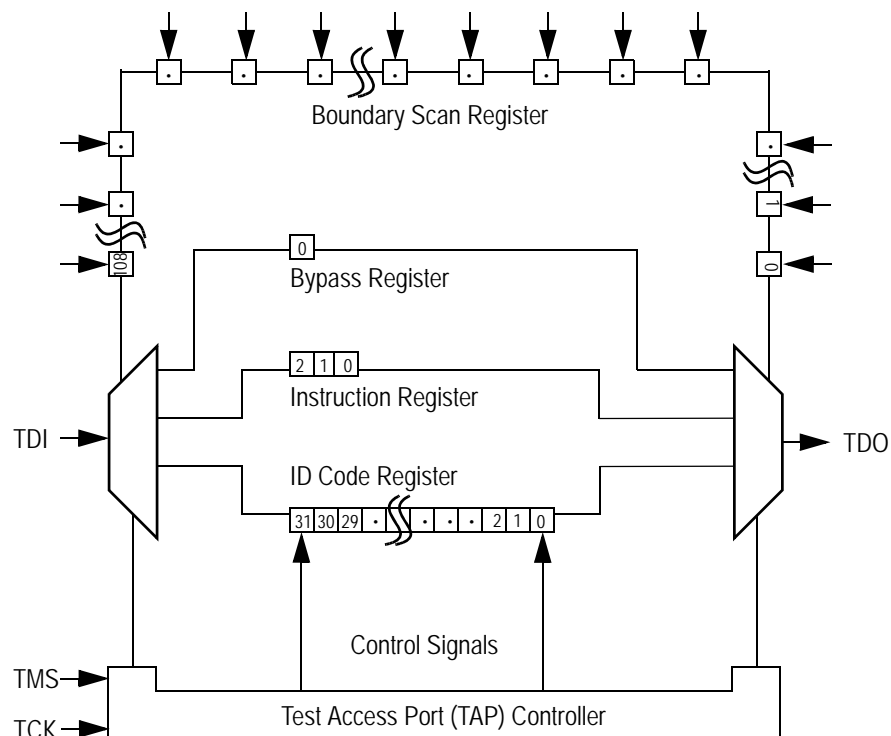 · · · · · · · ·
Boundary Scan Register
· ·
· 1
108 0
0
Bypass Register
2 1 0
Instruction Register
TDI TDO
ID Code Register
31 30 29 · · · · 2 1 0
Control Signals
TMS
Test Access Port (TAP) Controller
TCK